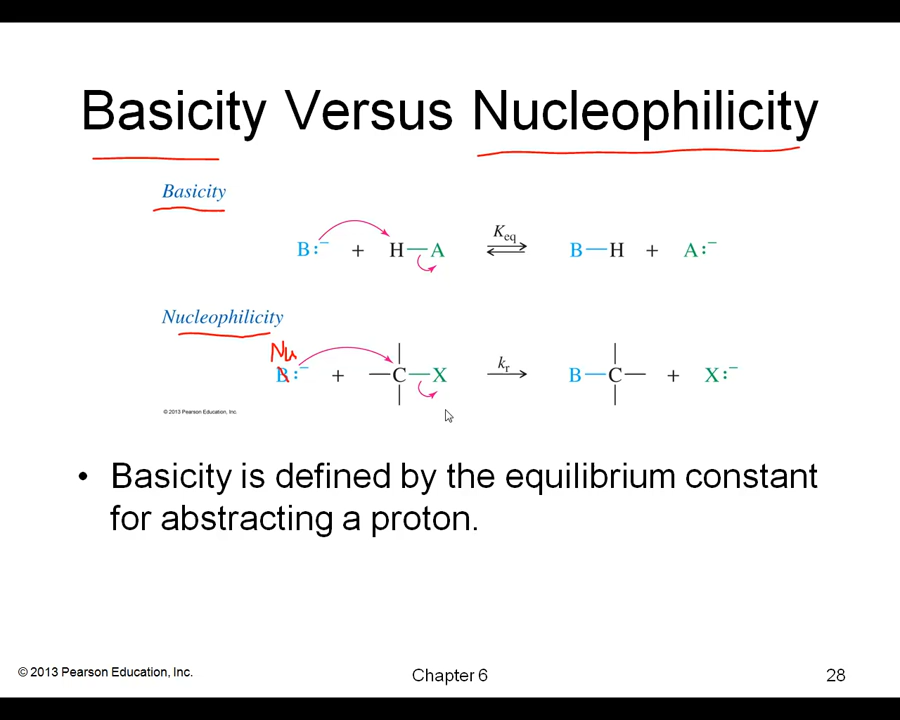 Basicity Versus Nucleophilicity
Basicity
B:⁻ + H—A ⇌ B—H + A:⁻
Keq
Nucleophilicity
Nu
B:⁻ + —C—X → B—C— + X:⁻
kr
© 2013 Pearson Education, Inc.
• Basicity is defined by the equilibrium constant
for abstracting a proton.
© 2013 Pearson Education, Inc.
Chapter 6
28